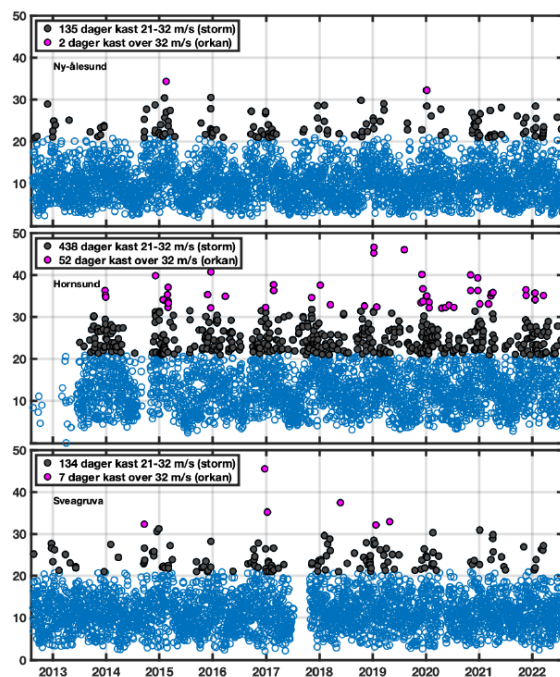 50
135 dager kast 21-32 m/s (storm)
2 dager kast over 32 m/s (orkan)
40
Ny-ålesund
30
20
10
50
438 dager kast 21-32 m/s (storm)
52 dager kast over 32 m/s (orkan)
40
Hornsund
30
20
10
50
134 dager kast 21-32 m/s (storm)
7 dager kast over 32 m/s (orkan)
40
Sveagruva
30
20
10
0
2013 2014 2015 2016 2017 2018 2019 2020 2021 2022